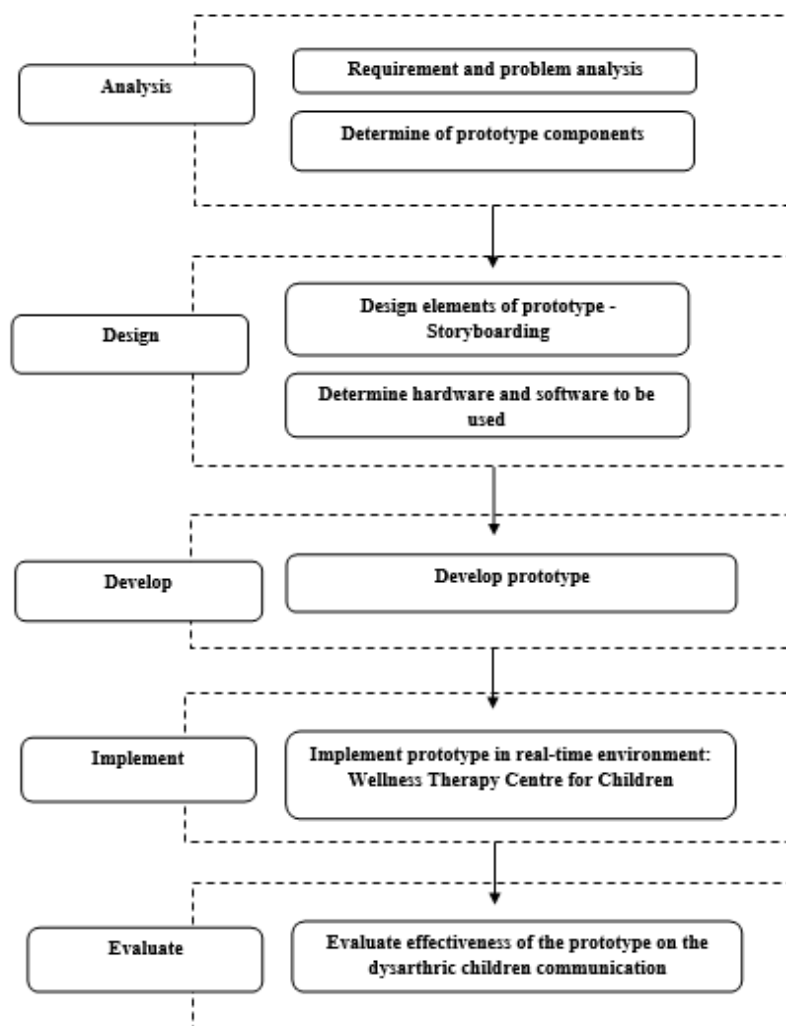 Analysis
Requirement and problem analysis
Determine of prototype components
Design
Design elements of prototype -
Storyboarding
Determine hardware and software to be
used
Develop
Develop prototype
Implement
Implement prototype in real-time environment:
Wellness Therapy Centre for Children
Evaluate
Evaluate effectiveness of the prototype on the
dysarthric children communication